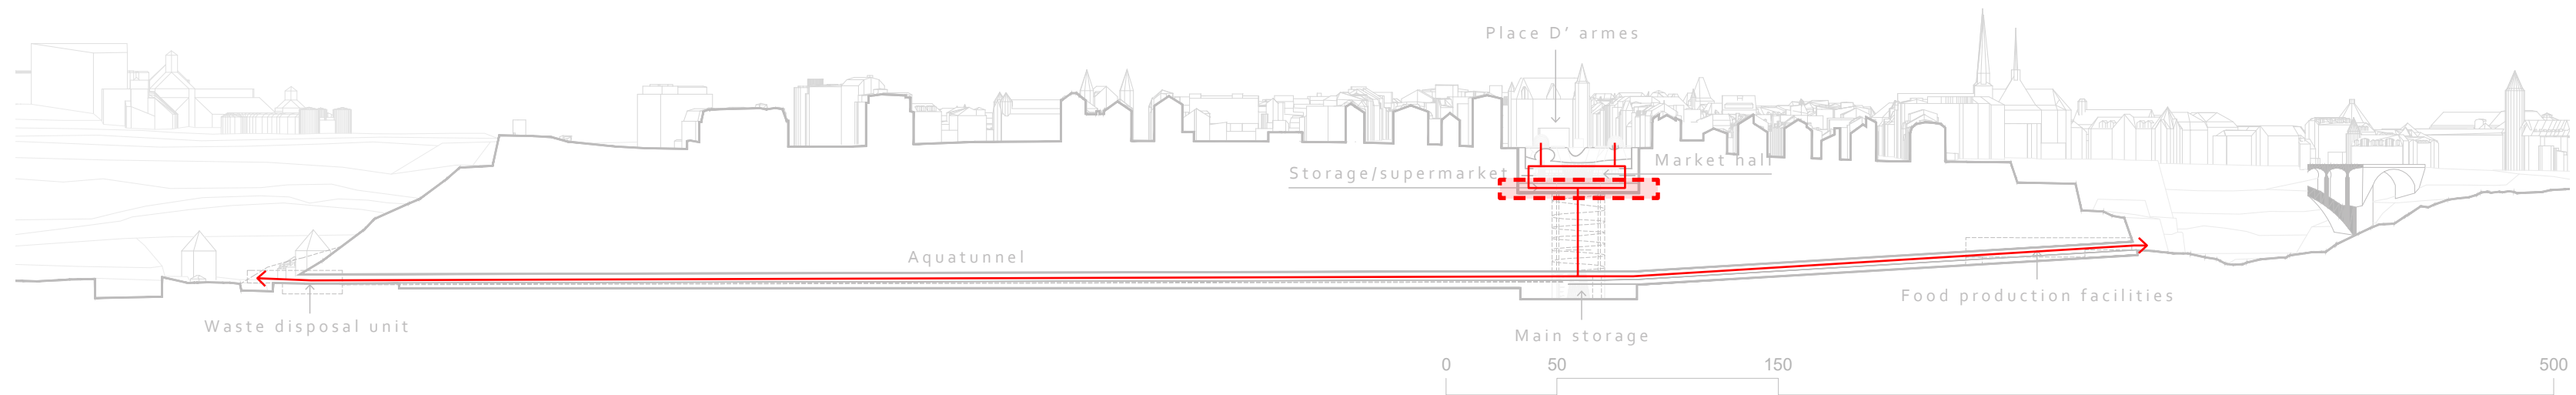 Place D’ armes
Market hall
Storage/supermarket
Aquatunnel
Food production facilities
Waste disposal unit
Main storage
0 50 150 500